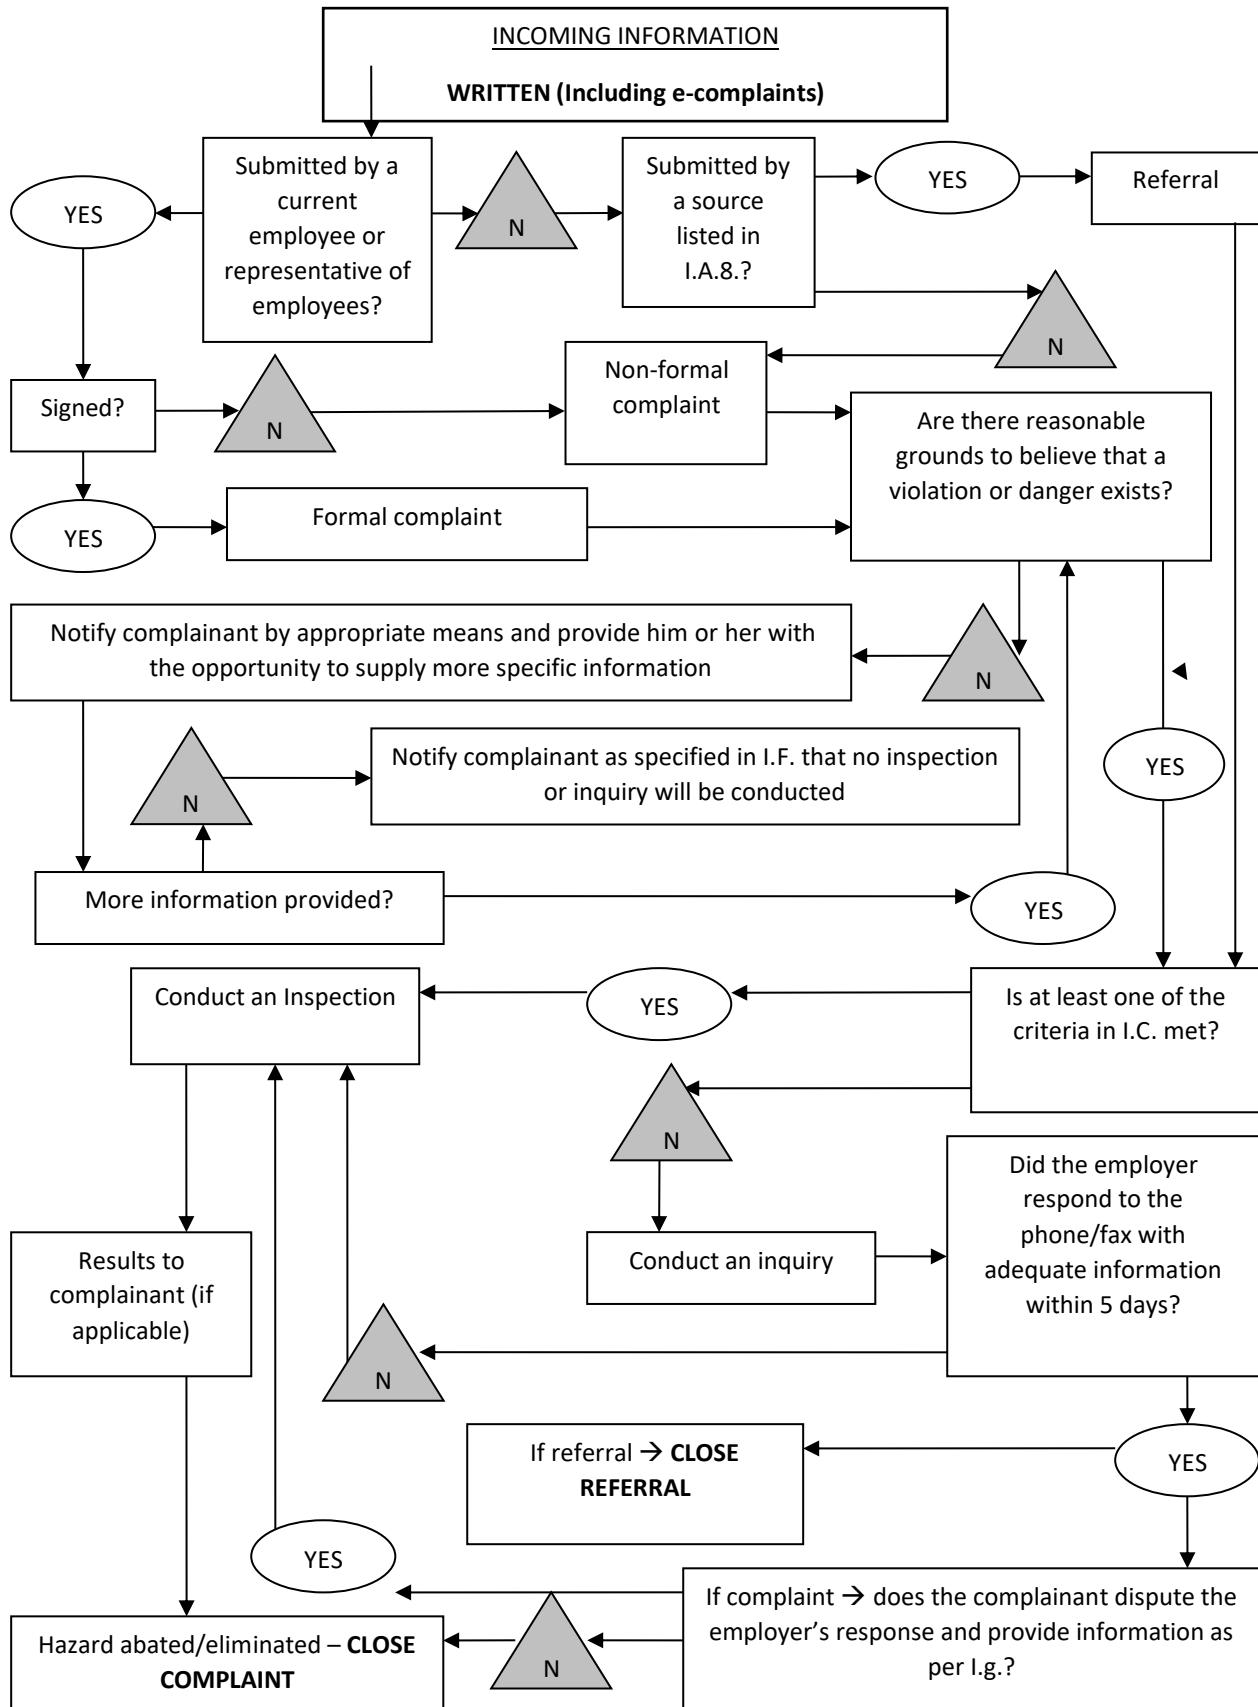 INCOMING INFORMATION
WRITTEN (Including e-complaints)
Submitted by a
current
employee or
representative of
employees?
YES
N
Submitted by
a source
listed in
I.A.8.?
YES
Referral
N
Signed?
N
Non-formal
complaint
Are there reasonable
grounds to believe that a
violation or danger exists?
YES
Formal complaint
Notify complainant by appropriate means and provide him or her with
the opportunity to supply more specific information
N
YES
N
Notify complainant as specified in I.F. that no inspection
or inquiry will be conducted
More information provided?
YES
Conduct an Inspection
YES
Is at least one of the
criteria in I.C. met?
N
Did the employer
respond to the
phone/fax with
adequate information
within 5 days?
Conduct an inquiry
Results to
complainant (if
applicable)
N
If referral → CLOSE
REFERRAL
YES
YES
If complaint → does the complainant dispute the
employer’s response and provide information as
per I.g.?
N
Hazard abated/eliminated – CLOSE
COMPLAINT